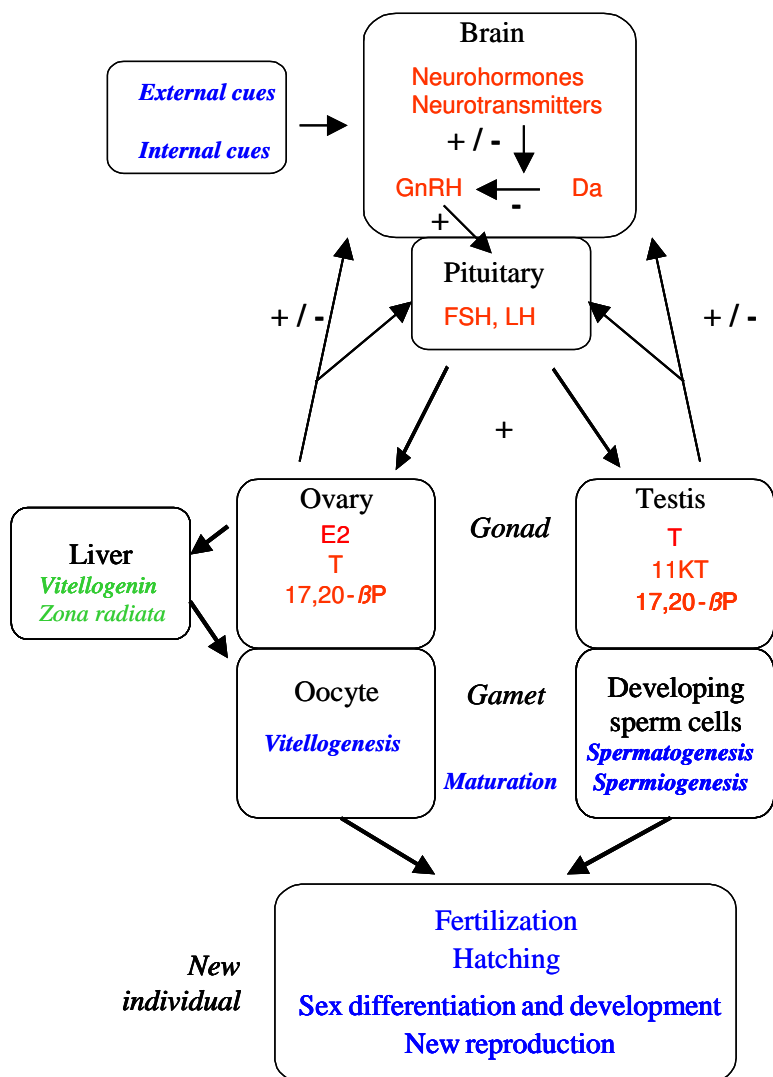 Brain
External cues
Internal cues
Neurohormones
Neurotransmitters
+ / -
GnRH
Da
-
+
Pituitary
FSH, LH
+ / -
+ / -
+
Ovary
E2
T
17,20-βP
Gonad
Testis
T
11KT
17,20-βP
Liver
Vitellogenin
Zona radiata
Oocyte
Vitellogenesis
Gamet
Maturation
Developing
sperm cells
Spermatogenesis
Spermiogenesis
New
individual
Fertilization
Hatching
Sex differentiation and development
New reproduction